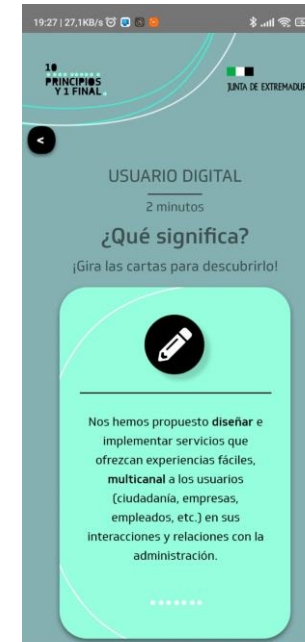 19:27 | 27,1KB/s
10
PRINCIPIOS
Y 1 FINAL
JUNTA DE EXTREMADUR
<
USUARIO DIGITAL
2 minutos
¿Qué significa?
¡Gira las cartas para descubrirlo!
Nos hemos propuesto diseñar e
implementar servicios que
ofrezcan experiencias fáciles,
multicanal a los usuarios
(ciudadanía, empresas,
empleados, etc.) en sus
interacciones y relaciones con la
administración.